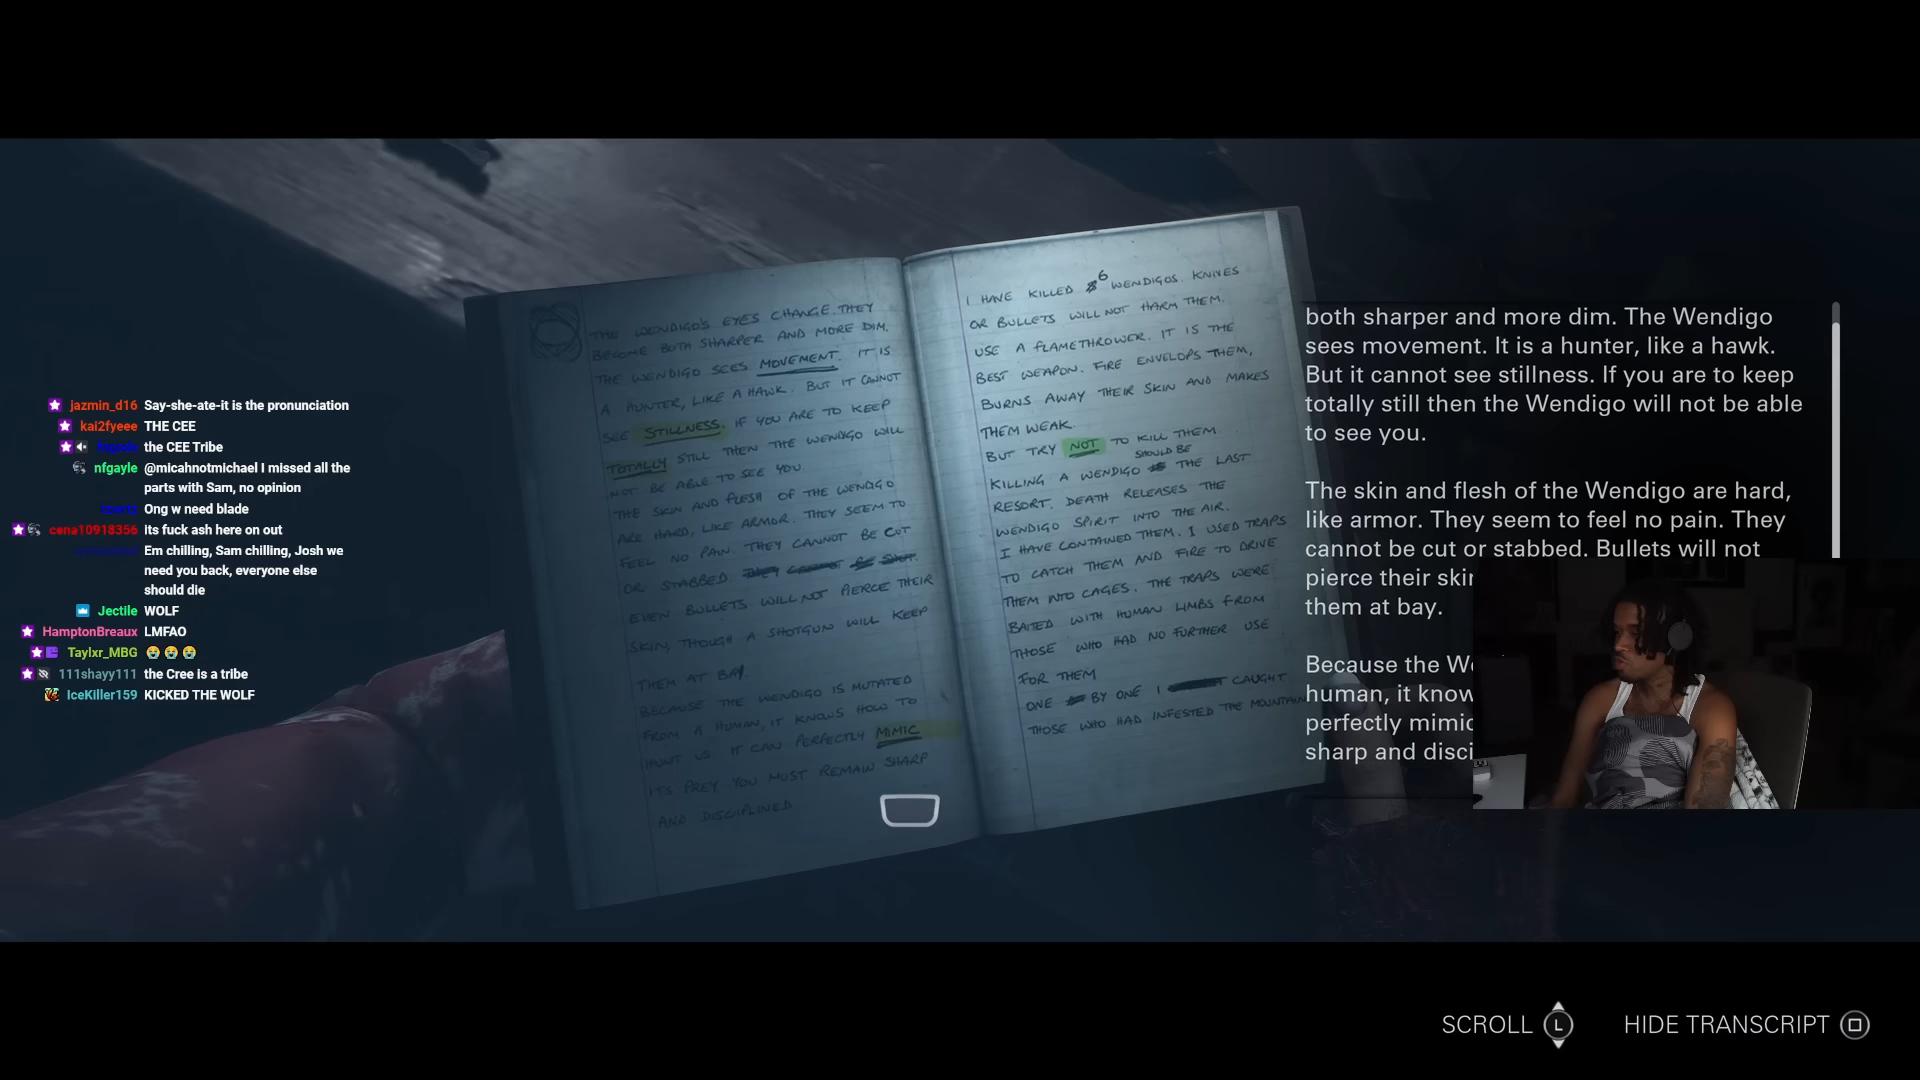 jazmin_d16 Say-she-ate-it is the pronunciation
kai2fyeee THE CEE
the CEE Tribe
nfgayle @micahnotmichael I missed all the
parts with Sam, no opinion
Ong w need blade
cena10918356 its fuck ash here on out
Em chilling, Sam chilling, Josh we
need you back, everyone else
should die
Jectile WOLF
HamptonBreaux LMFAO
Taylxr_MBG 😭 😭 😭
111shayy111 the Cree is a tribe
IceKiller159 KICKED THE WOLF
THE WENDIGO'S EYES CHANGE. THEY
BECOME BOTH SHARPER AND MORE DIM.
THE WENDIGO SEES MOVEMENT. IT IS
A HUNTER, LIKE A HAWK. BUT IT CANNOT
SEE STILLNESS. IF YOU ARE TO KEEP
TOTALLY STILL THEN THE WENDIGO WILL
NOT BE ABLE TO SEE YOU.
THE SKIN AND FLESH OF THE WENDIGO
ARE HARD, LIKE ARMOR. THEY SEEM TO
FEEL NO PAIN. THEY CANNOT BE CUT
OR STABBED. THEY CANNOT BE SHOT.
EVEN BULLETS WILL NOT PIERCE THEIR
SKIN, THOUGH A SHOTGUN WILL KEEP
THEM AT BAY.
BECAUSE THE WENDIGO IS MUTATED
FROM A HUMAN, IT KNOWS HOW TO
HUNT US. IT CAN PERFECTLY MIMIC
ITS PREY. YOU MUST REMAIN SHARP
AND DISCIPLINED
I HAVE KILLED 6 WENDIGOS. KNIVES
OR BULLETS WILL NOT HARM THEM.
USE A FLAMETHROWER. IT IS THE
BEST WEAPON. FIRE ENVELOPS THEM,
BURNS AWAY THEIR SKIN AND MAKES
THEM WEAK.
BUT TRY NOT TO KILL THEM.
KILLING A WENDIGO SHOULD BE THE LAST
RESORT. DEATH RELEASES THE
WENDIGO SPIRIT INTO THE AIR.
I HAVE CONTAINED THEM. I USED TRAPS
TO CATCH THEM AND FIRE TO DRIVE
THEM INTO CAGES. THE TRAPS WERE
BAITED WITH HUMAN LIMBS FROM
THOSE WHO HAD NO FURTHER USE
FOR THEM
ONE BY ONE I CAUGHT
THOSE WHO HAD INFESTED THE MOUNTAIN
both sharper and more dim. The Wendigo
sees movement. It is a hunter, like a hawk.
But it cannot see stillness. If you are to keep
totally still then the Wendigo will not be able
to see you.
The skin and flesh of the Wendigo are hard,
like armor. They seem to feel no pain. They
cannot be cut or stabbed. Bullets will not
pierce their skin
them at bay.
Because the We
human, it know
perfectly mimic
sharp and disci
SCROLL L HIDE TRANSCRIPT